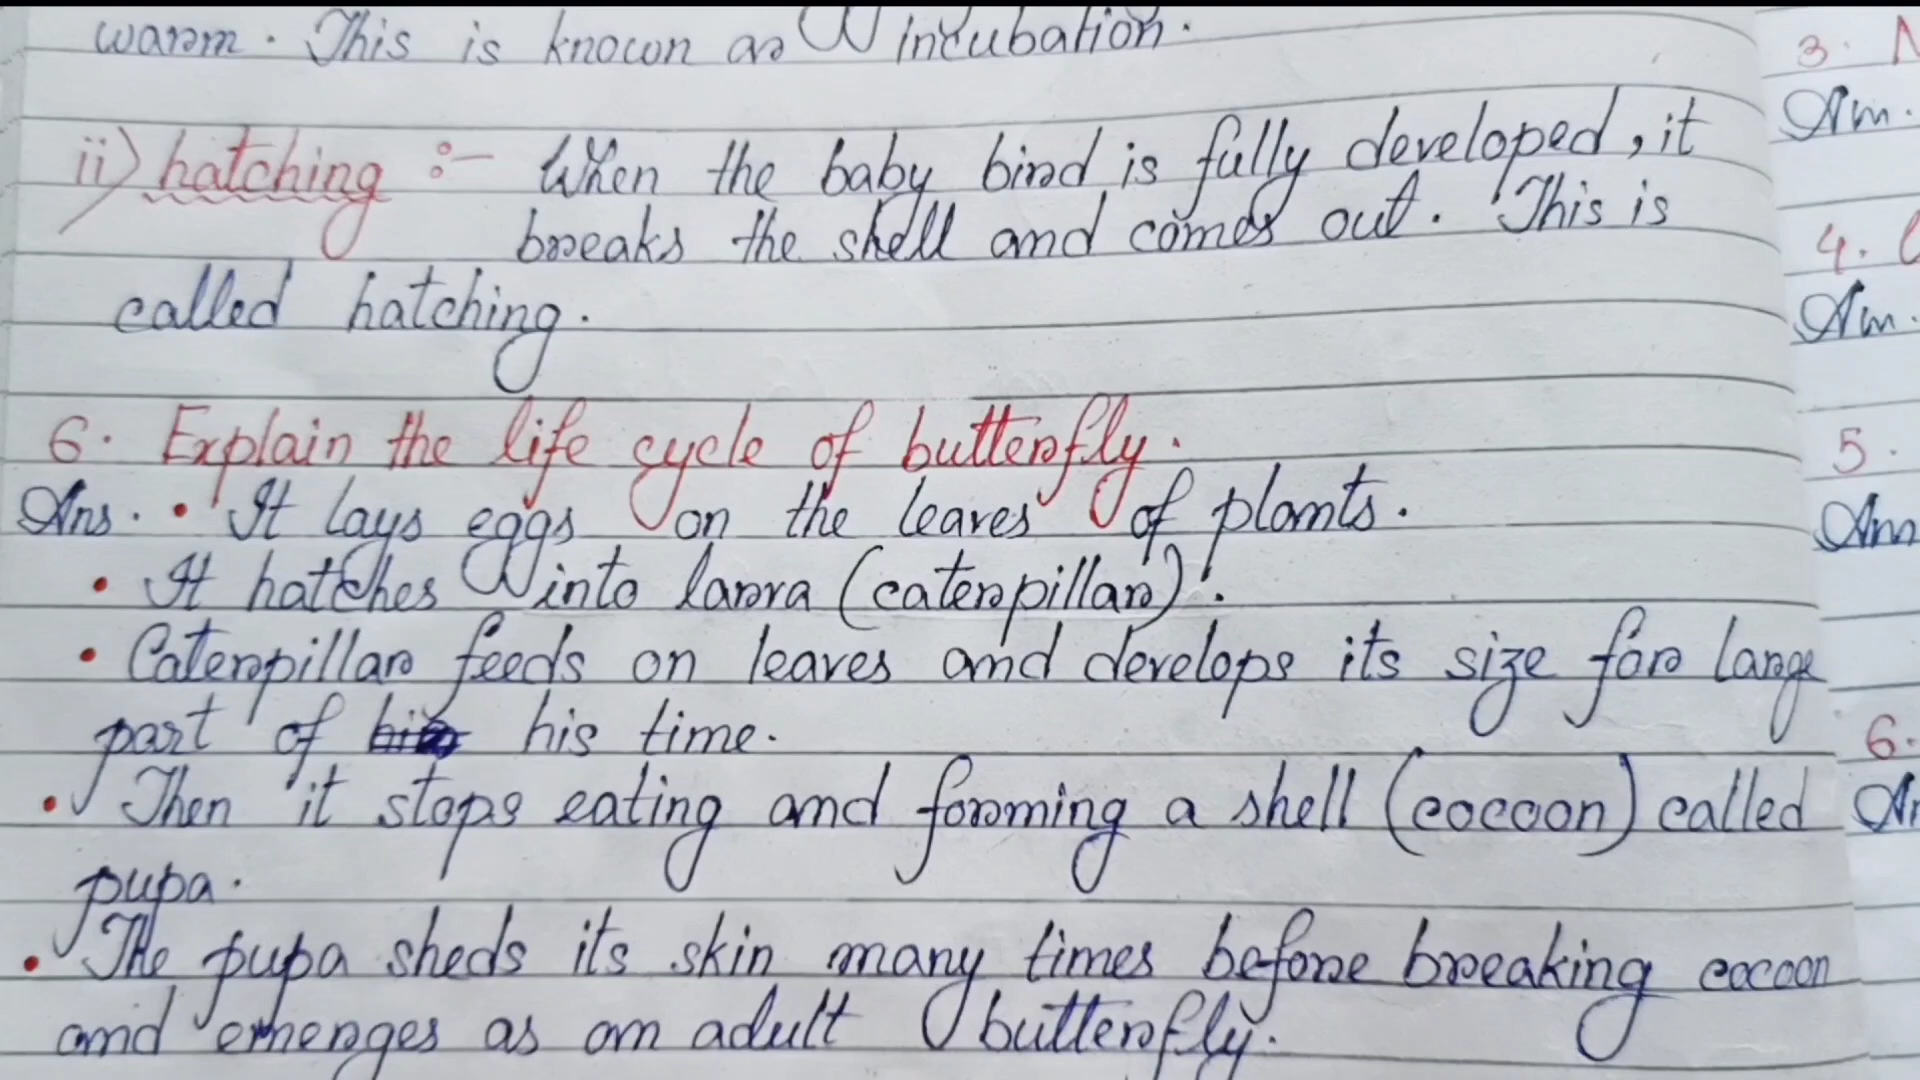 warm. This is known as incubation.
ii) hatching :- When the baby bird is fully developed, it
breaks the shell and comes out. This is
called hatching.
6. Explain the life cycle of butterfly.
Ans. • It lays eggs on the leaves of plants.
• It hatches into larva (caterpillar).
• Caterpillar feeds on leaves and develops its size for large
part of his time.
• Then it stops eating and forming a shell (cocoon) called
pupa.
• The pupa sheds its skin many times before breaking cocoon
and emerges as an adult butterfly.
3.
Ans.
4.
Ans.
5.
Ans
6.